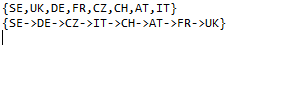 {SE,UK,DE,FR,CZ,CH,AT,IT}
{SE->DE->CZ->IT->CH->AT->FR->UK}